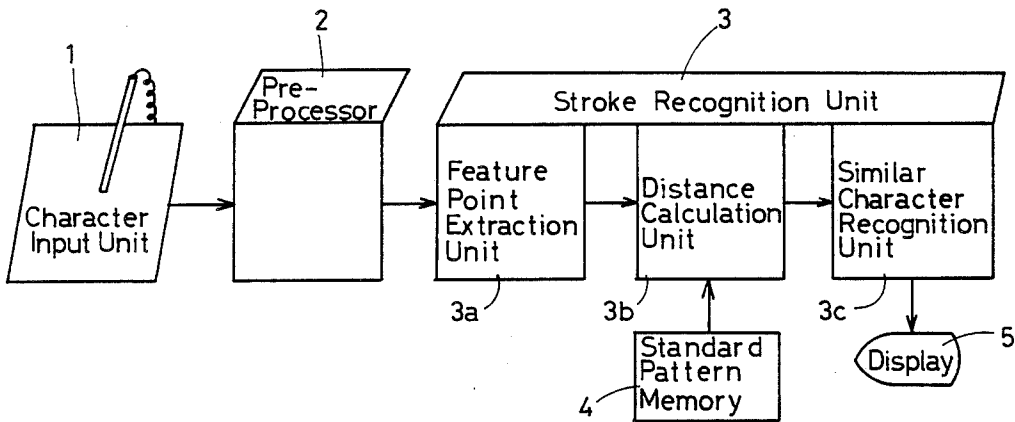 1
2
3
Pre-
Processor
Stroke Recognition Unit
Character
Input Unit
Feature
Point
Extraction
Unit
Distance
Calculation
Unit
Similar
Character
Recognition
Unit
3a
3b
3c
Standard
Pattern
Memory
4
Display
5